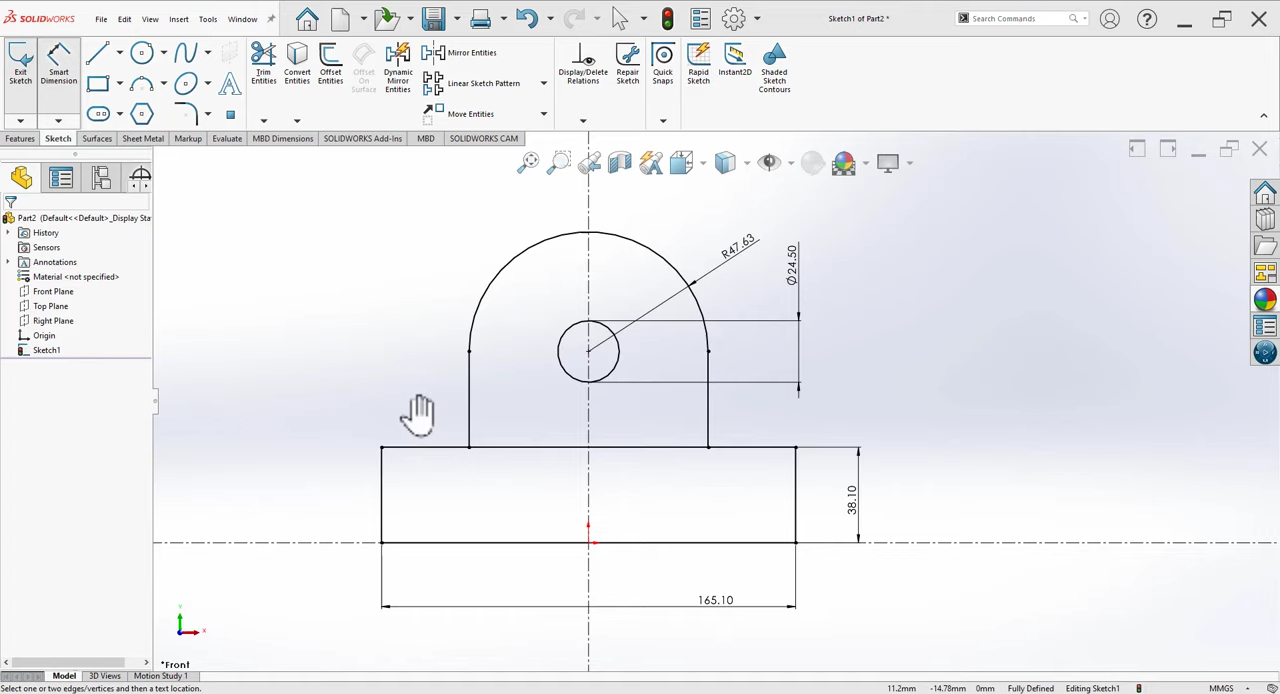 SOLIDWORKS File Edit View Insert Tools Window Sketch1 of Part2 * Search Commands
Exit Sketch Smart Dimension Trim Entities Convert Entities Offset Entities Offset On Surface Dynamic Mirror Entities Mirror Entities Display/Delete Relations Repair Sketch Quick Snaps Rapid Sketch Instant2D Shaded Sketch Contours
Linear Sketch Pattern
Move Entities
Features Sketch Surfaces Sheet Metal Markup Evaluate MBD Dimensions SOLIDWORKS Add-Ins MBD SOLIDWORKS CAM
Part2 (Default<<Default>_Display Sta
History
Sensors
Annotations
Material <not specified>
Front Plane
Top Plane
Right Plane
Origin
Sketch1
R47.63
Ø24.50
38.10
165.10
Y
X
*Front
Model 3D Views Motion Study 1
Select one or two edges/vertices and then a text location. 11.2mm -14.78mm 0mm Fully Defined Editing Sketch1 MMGS